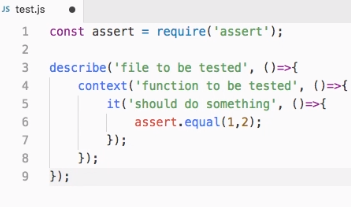 JS test.js ●
1 const assert = require('assert');
2
3 describe('file to be tested', ()=>{
4     context('function to be tested', ()=>{
5         it('should do something', ()=>{
6             assert.equal(1,2);
7         });
8     });
9 });